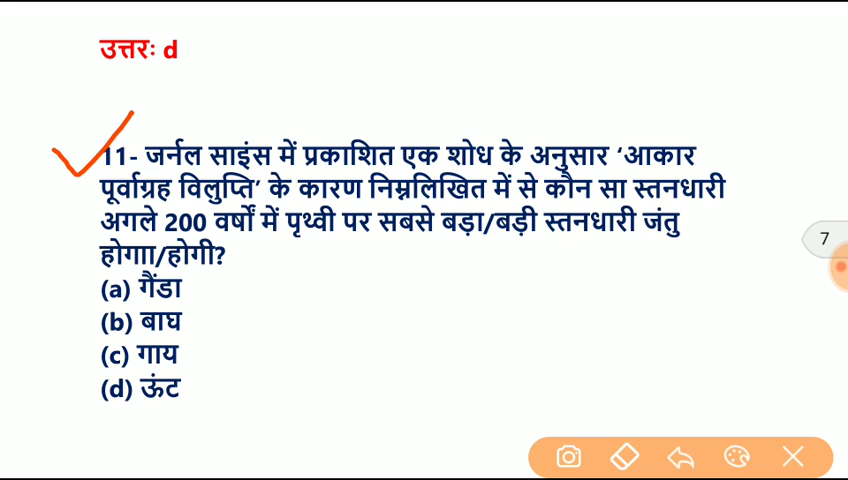 उत्तरः d
11- जर्नल साइंस में प्रकाशित एक शोध के अनुसार ‘आकार
पूर्वाग्रह विलुप्ति’ के कारण निम्नलिखित में से कौन सा स्तनधारी
अगले 200 वर्षों में पृथ्वी पर सबसे बड़ा/बड़ी स्तनधारी जंतु
होगाा/होगी?
(a) गैंडा
(b) बाघ
(c) गाय
(d) ऊंट
7